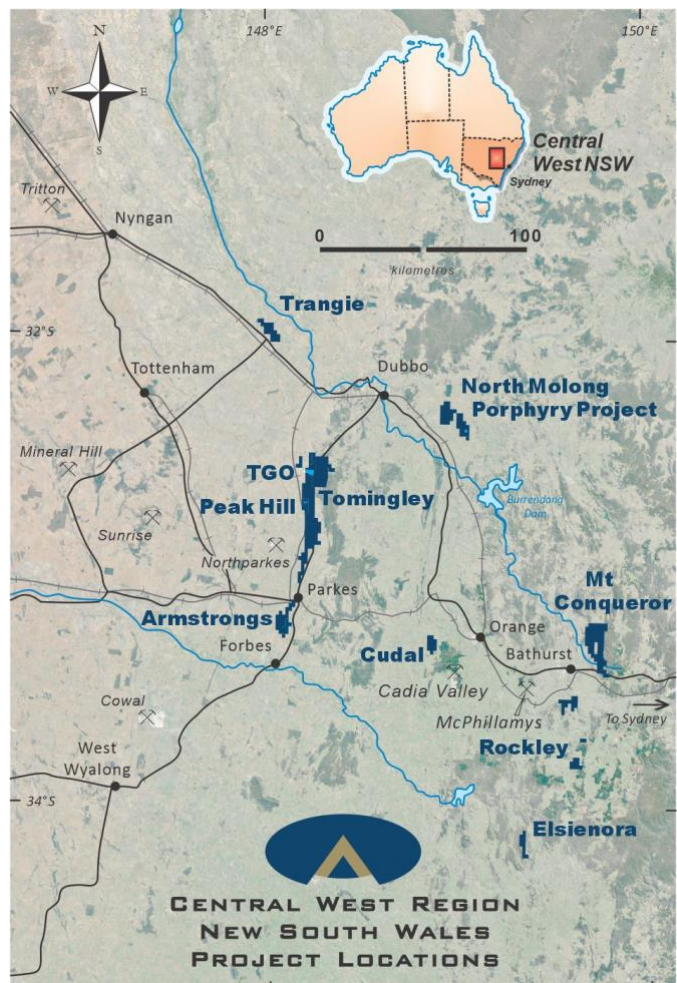 148°E
150°E
N
W
E
S
Central
West NSW
Sydney
Tritton
Nyngan
0
100
kilometres
Trangie
32°S
Tottenham
Dubbo
North Molong
Porphyry Project
Mineral Hill
TGO
Tomingley
Peak Hill
Burrendong
Dam
Sunrise
Northparkes
Mt
Conqueror
Parkes
Armstrongs
Forbes
Orange
Cudal
Bathurst
Cadia Valley
Cowal
McPhillamys
To Sydney
West
Wyalong
Rockley
34°S
Elsienora
Central West Region
New South Wales
Project Locations